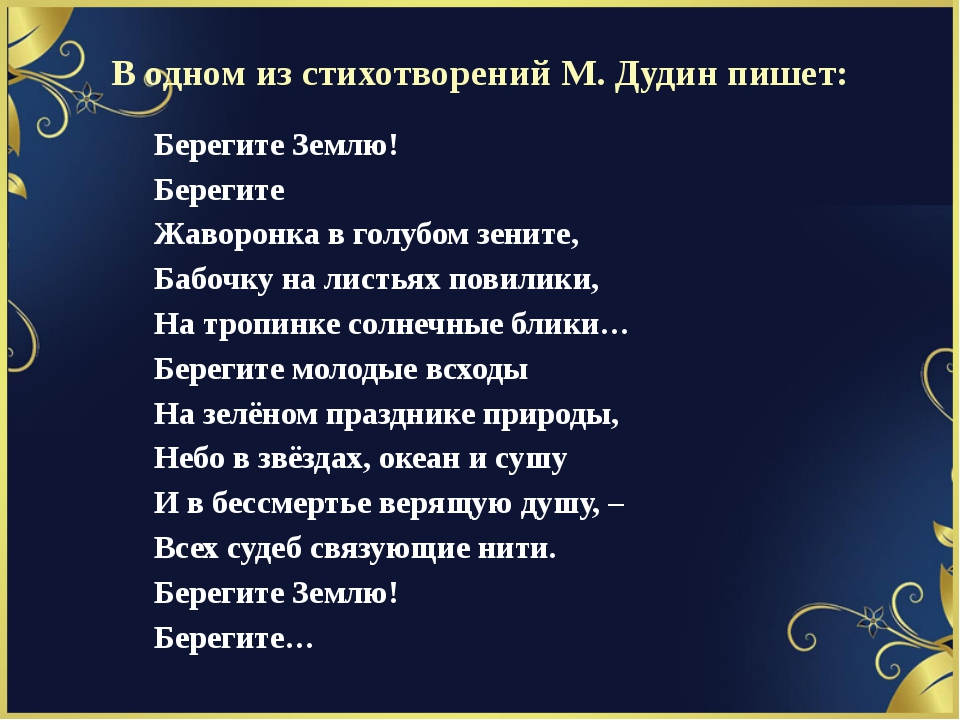 В одном из стихотворений М. Дудин пишет:
Берегите Землю!
Берегите
Жаворонка в голубом зените,
Бабочку на листьях повилики,
На тропинке солнечные блики…
Берегите молодые всходы
На зелёном празднике природы,
Небо в звёздах, океан и сушу
И в бессмертье верящую душу, –
Всех судеб связующие нити.
Берегите Землю!
Берегите…